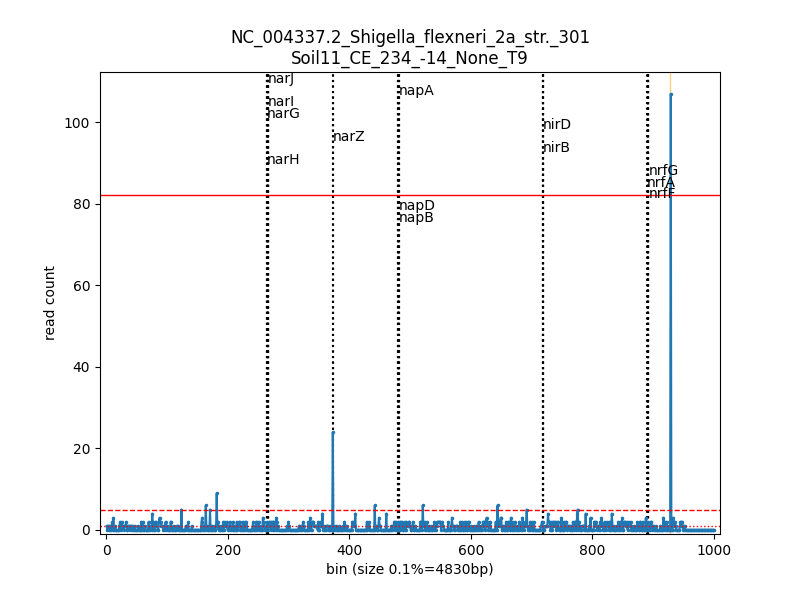 NC_004337.2_Shigella_flexneri_2a_str._301
Soil11_CE_234_-14_None_T9
narJ
narI
narG
narH
narZ
napA
napD
napB
nirD
nirB
nrfG
nrfA
nrfF
read count
100
80
60
40
20
0
0 200 400 600 800 1000
bin (size 0.1%=4830bp)